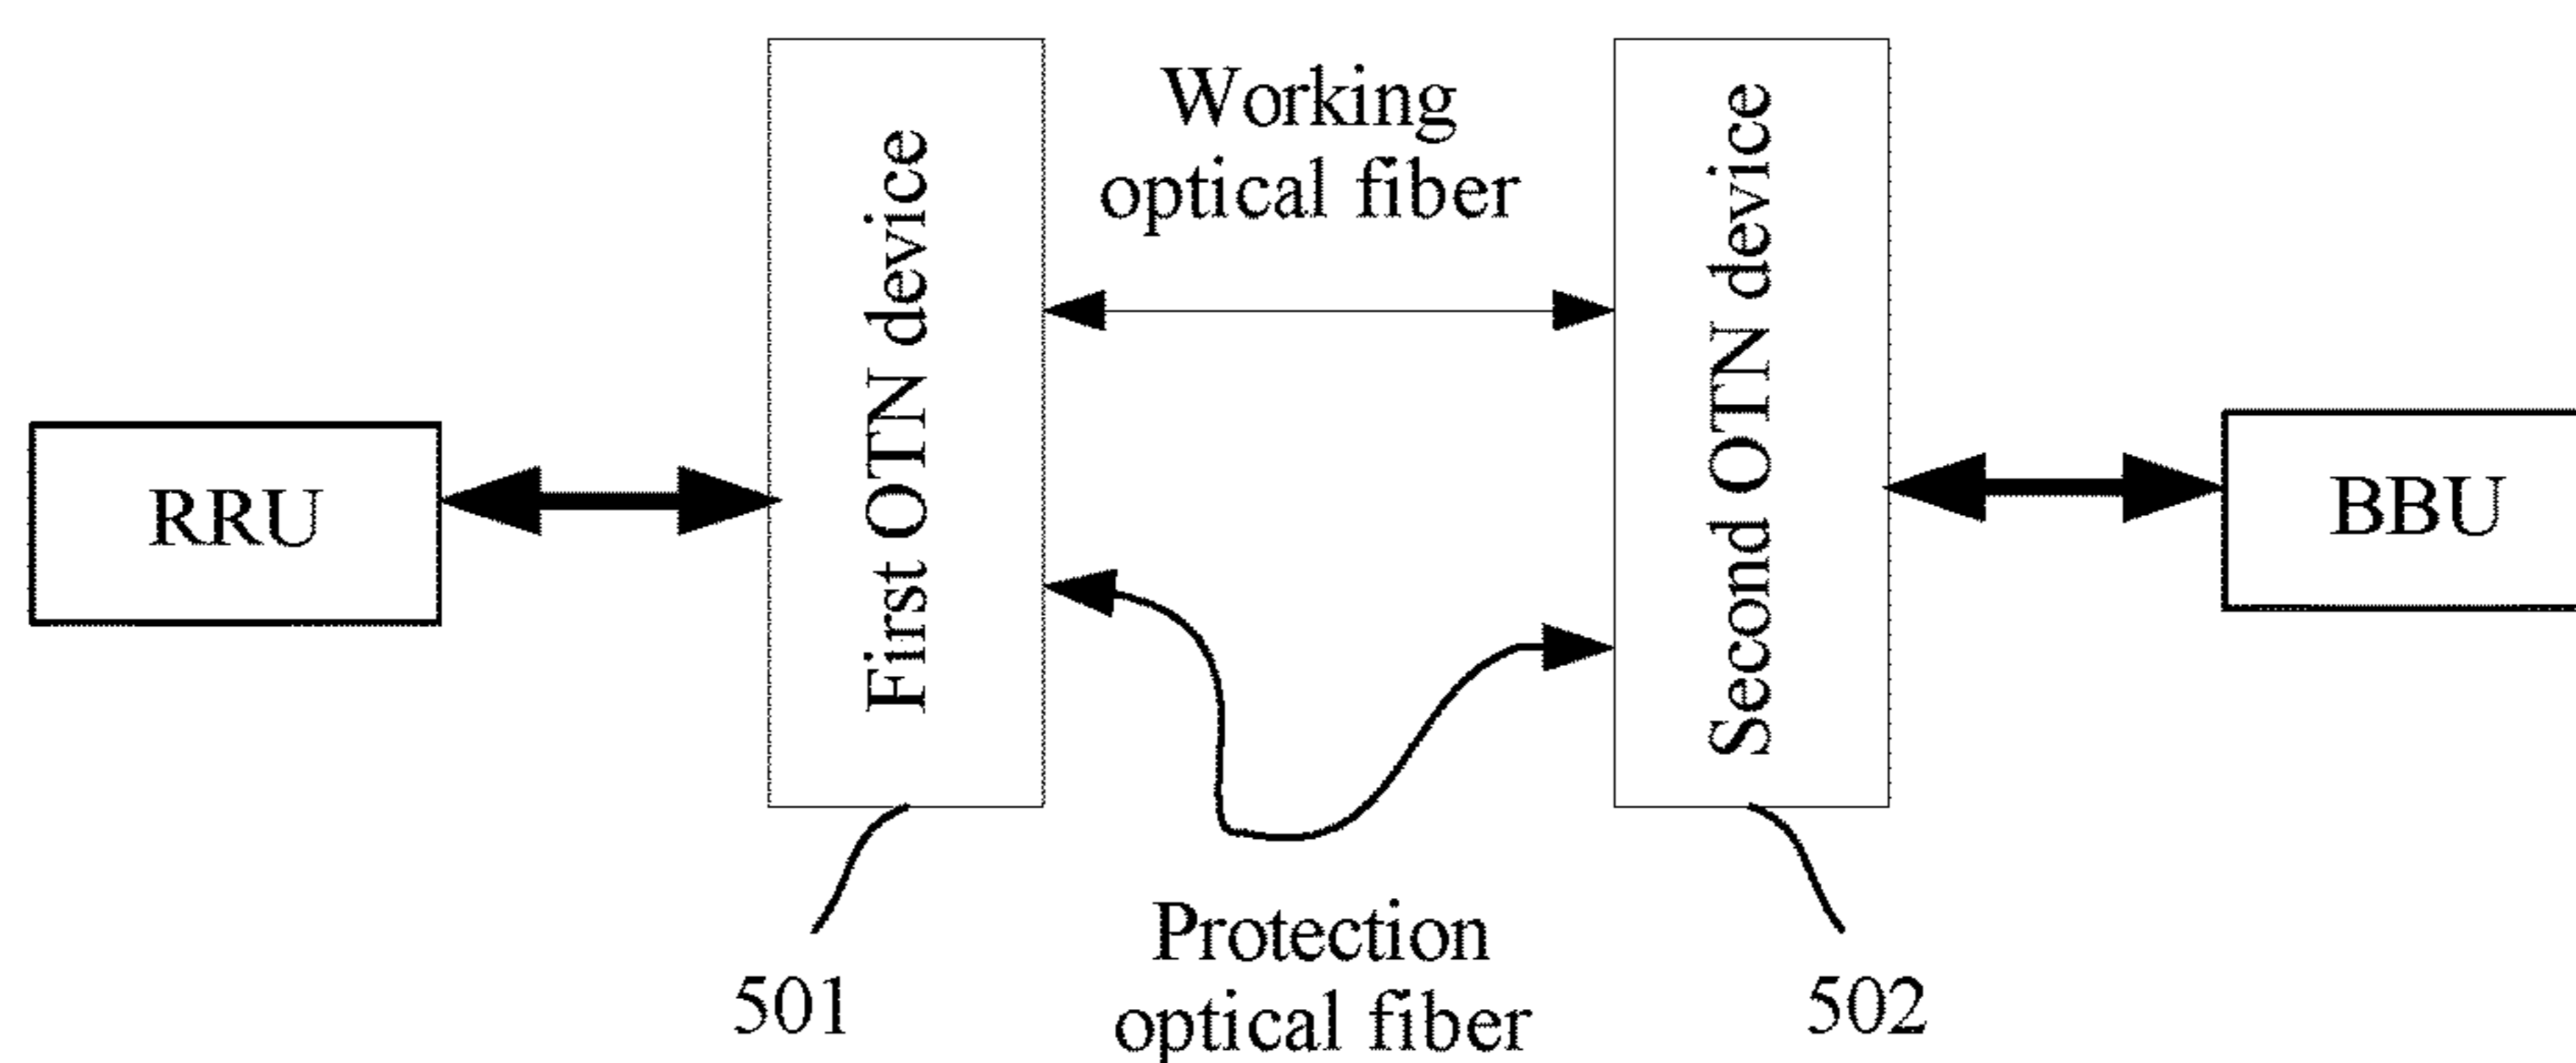 Working
optical fiber
First OTN device
Second OTN device
RRU
BBU
Protection
optical fiber
501
502